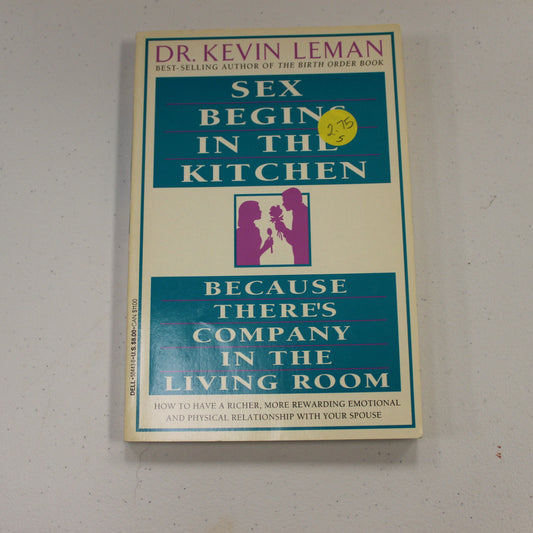 DR. KEVIN LEMAN
BEST-SELLING AUTHOR OF THE BIRTH ORDER BOOK
SEX
BEGINS
IN THE
KITCHEN
2.75
5
BECAUSE
THERE'S
COMPANY
IN THE
LIVING ROOM
HOW TO HAVE A RICHER, MORE REWARDING EMOTIONAL
AND PHYSICAL RELATIONSHIP WITH YOUR SPOUSE